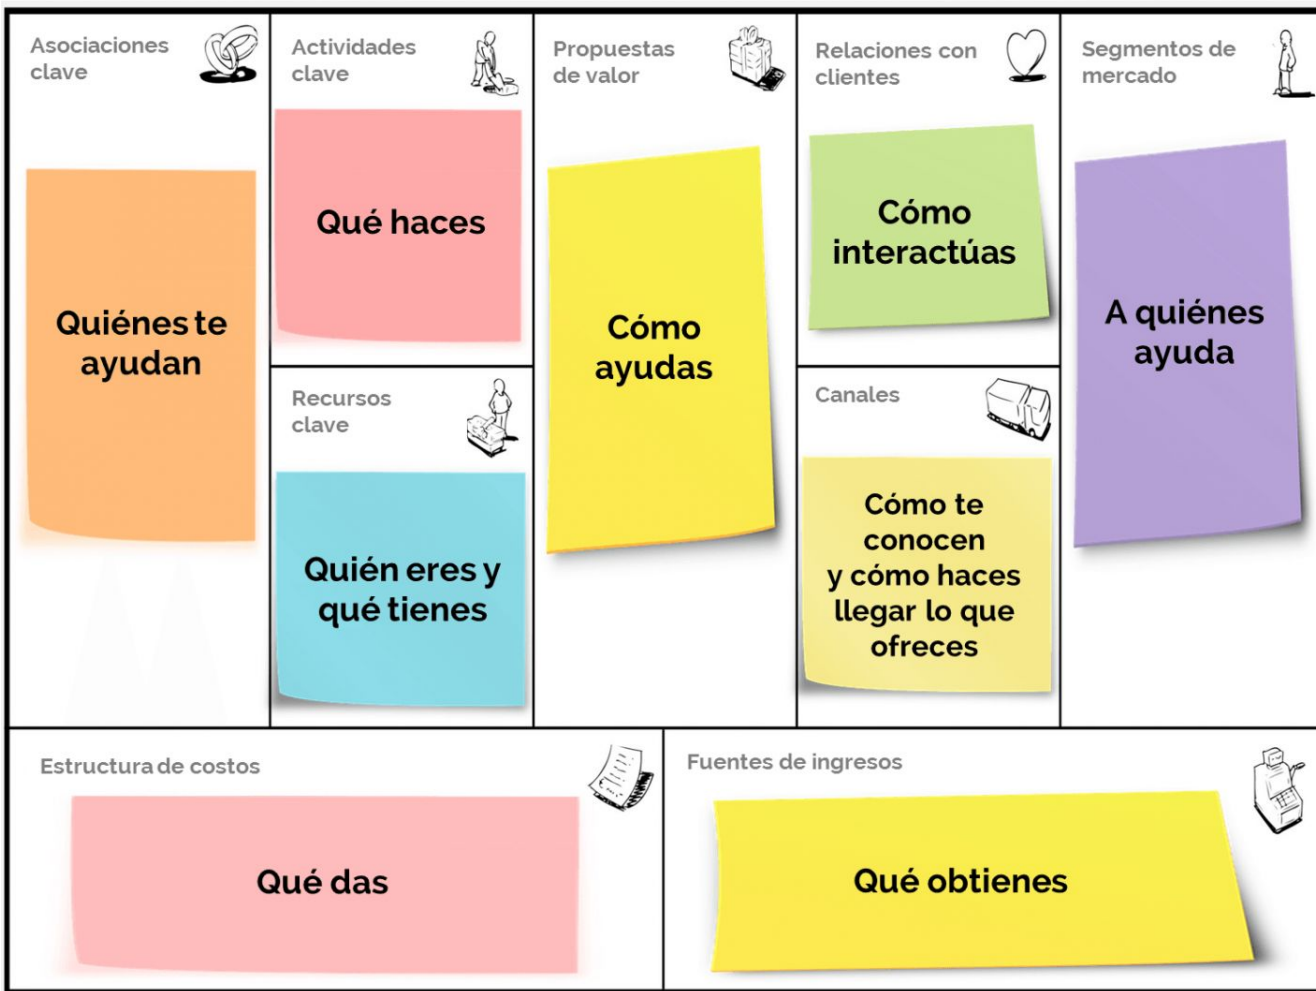 Asociaciones
clave
Quiénes te
ayudan
Actividades
clave
Qué haces
Recursos
clave
Quién eres y
qué tienes
Propuestas
de valor
Cómo
ayudas
Relaciones con
clientes
Cómo
interactúas
Canales
Cómo te
conocen
y cómo haces
llegar lo que
ofreces
Segmentos de
mercado
A quiénes
ayuda
Estructura de costos
Qué das
Fuentes de ingresos
Qué obtienes